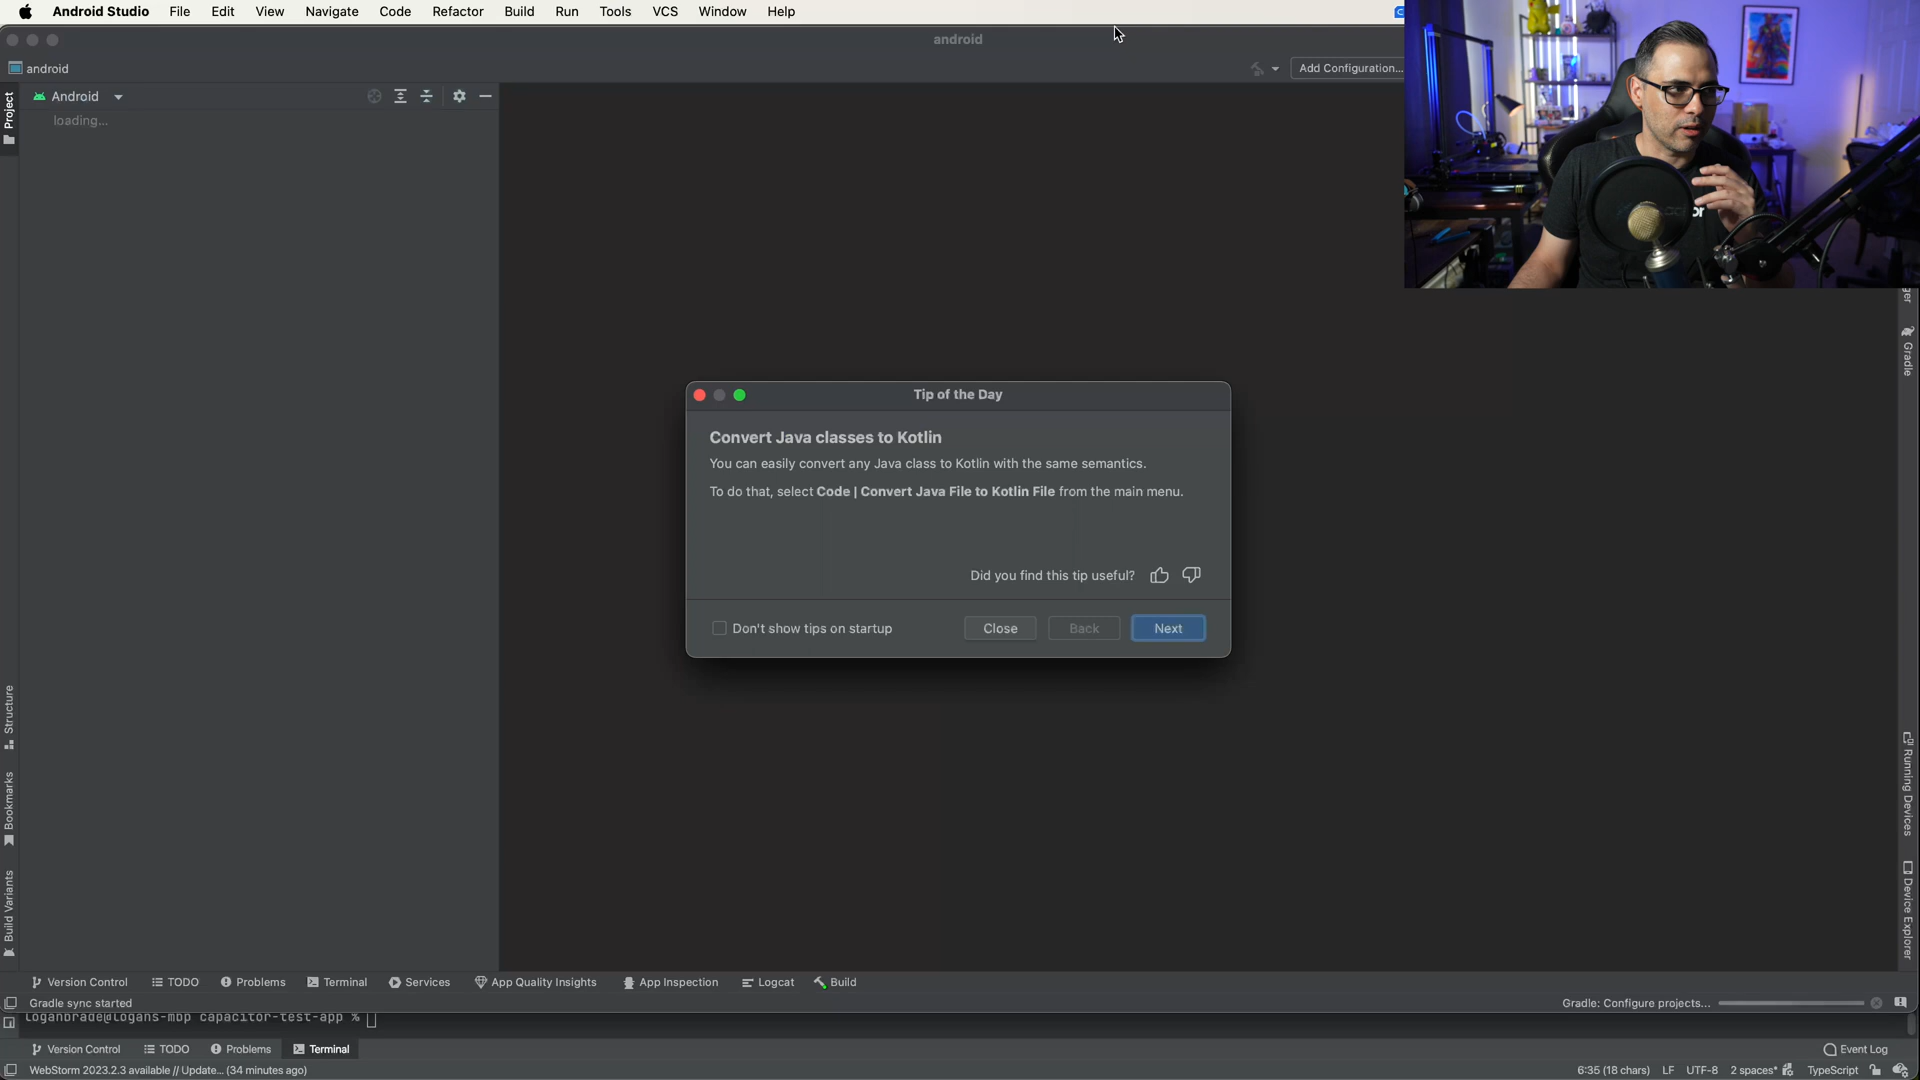 Android Studio File Edit View Navigate Code Refactor Build Run Tools VCS Window Help
android
android
Add Configuration...
Project
Android
loading...
Gradle
Tip of the Day
Convert Java classes to Kotlin
You can easily convert any Java class to Kotlin with the same semantics.
To do that, select Code | Convert Java File to Kotlin File from the main menu.
Did you find this tip useful?
Don't show tips on startup
Close Back Next
Structure
Bookmarks
Build Variants
Running Devices
Device Explorer
Version Control TODO Problems Terminal Services App Quality Insights App Inspection Logcat Build
Gradle sync started
Gradle: Configure projects...
loganbrade@logans-mbp capacitor-test-app %
Version Control TODO Problems Terminal
Event Log
WebStorm 2023.2.3 available // Update... (34 minutes ago)
6:35 (18 chars) LF UTF-8 2 spaces* TypeScript